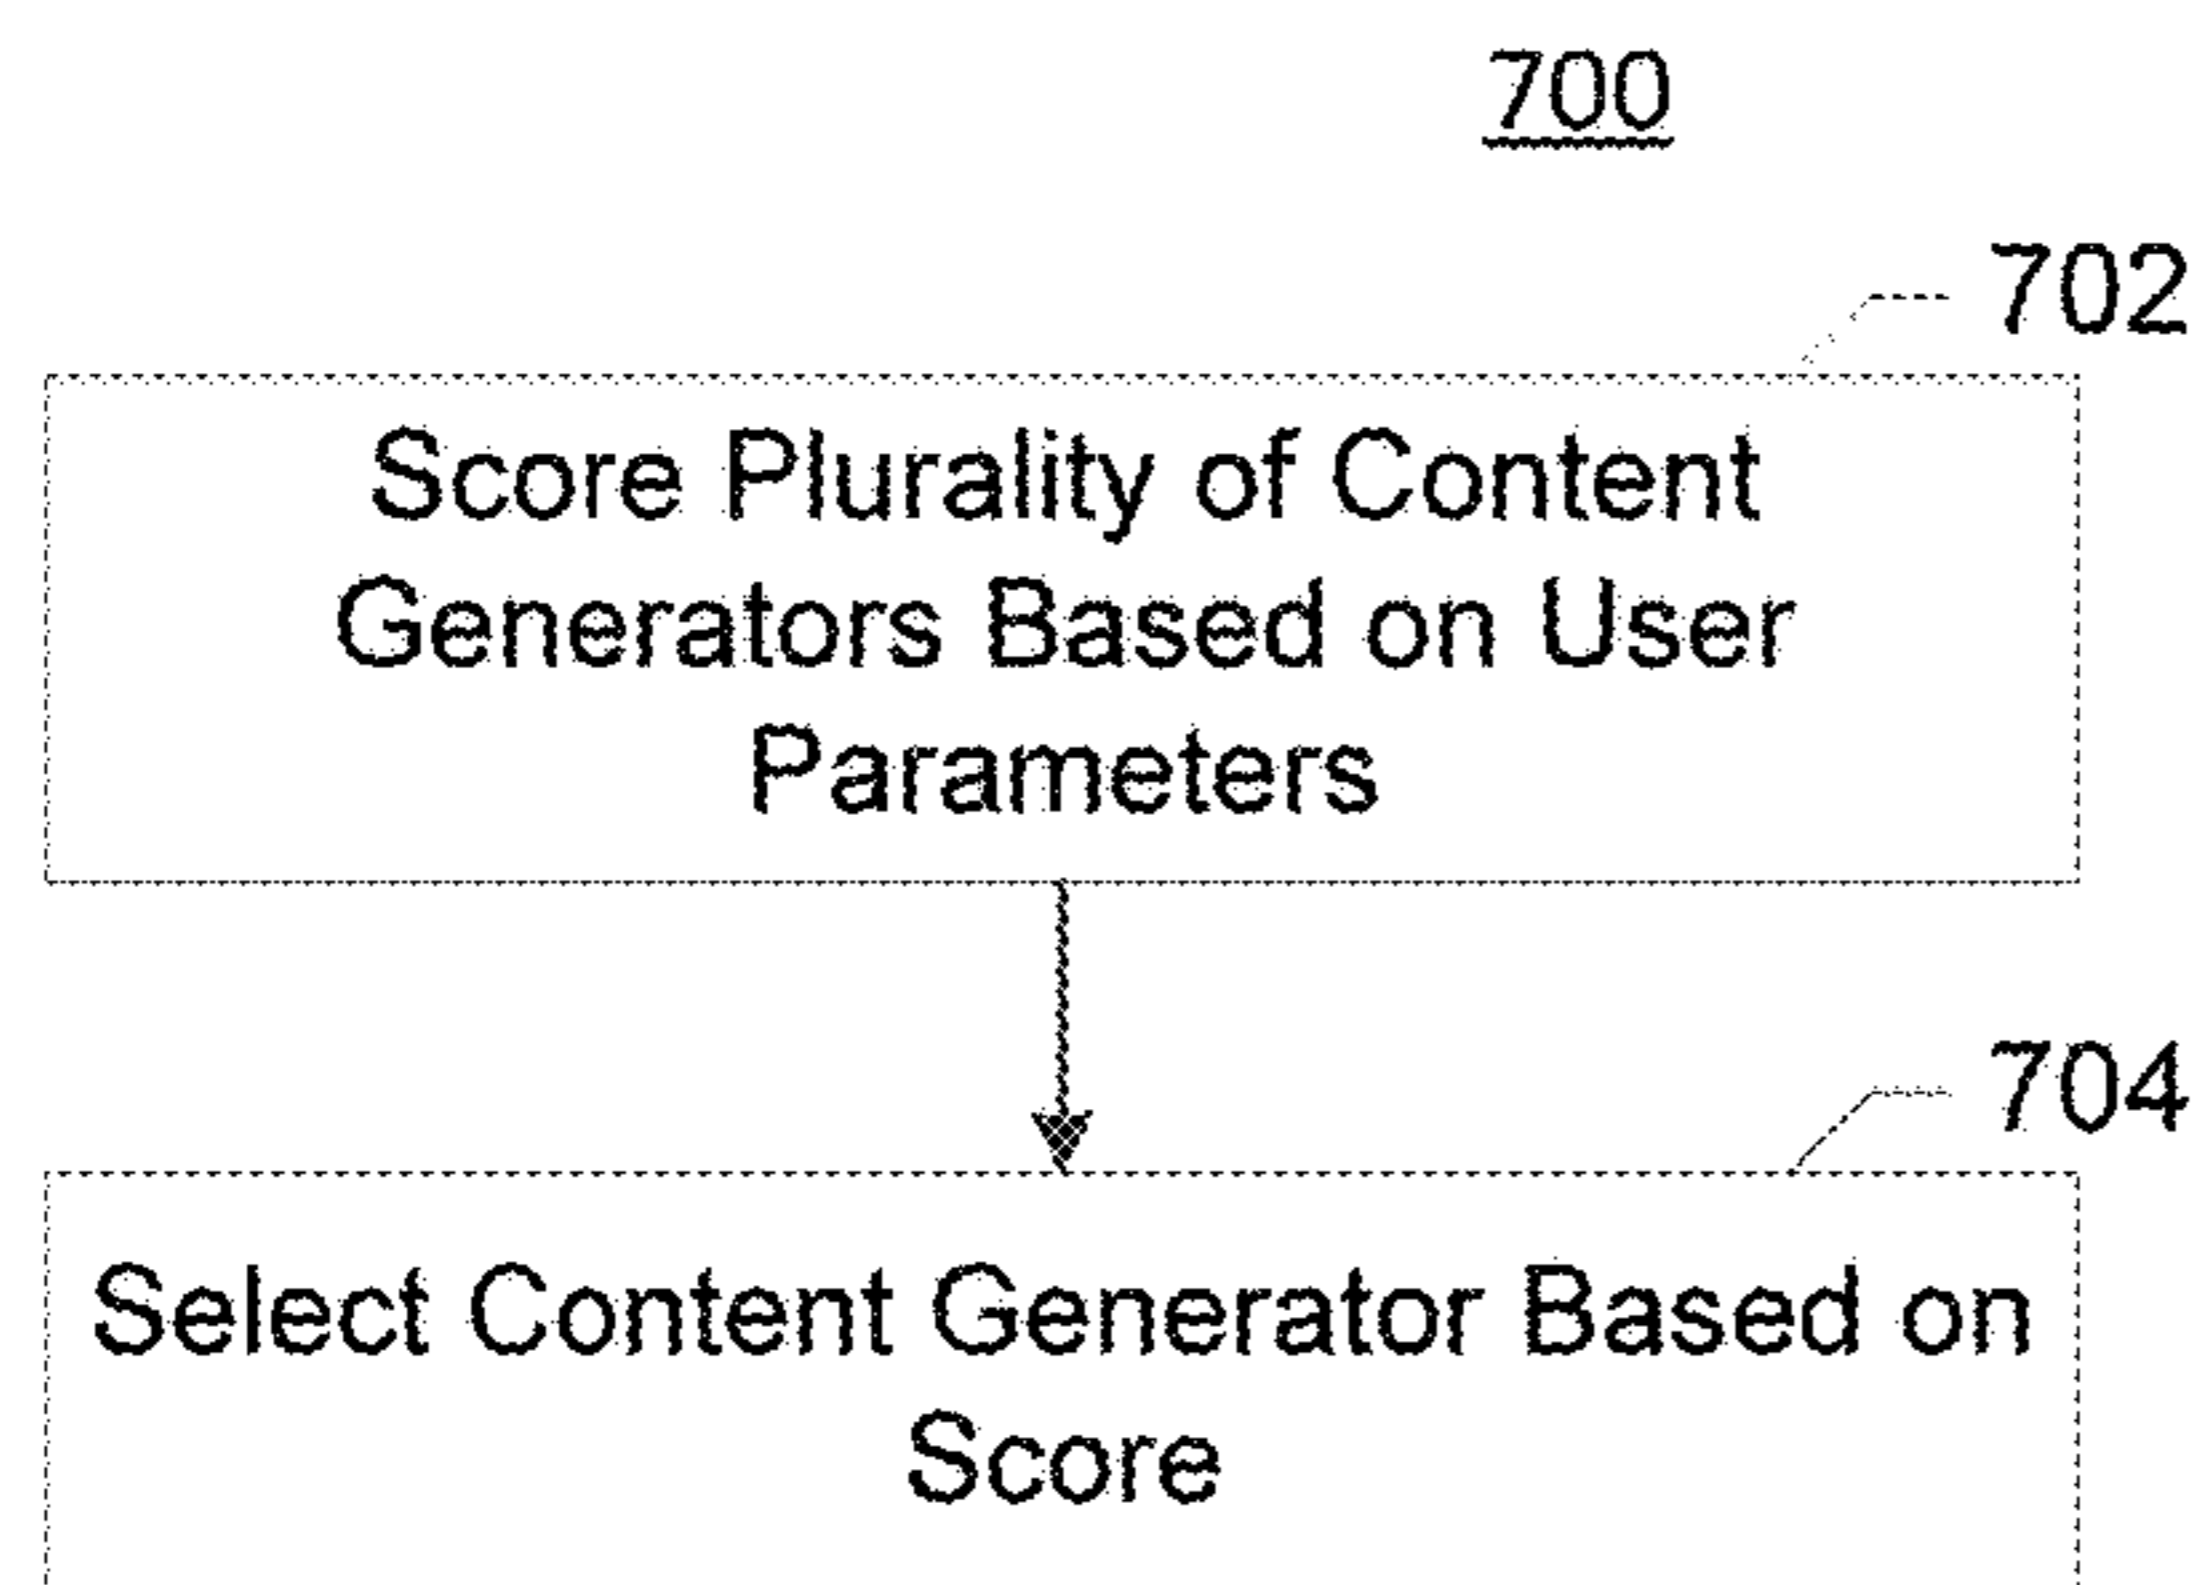 700
702
Score Plurality of Content
Generators Based on User
Parameters
704
Select Content Generator Based on
Score